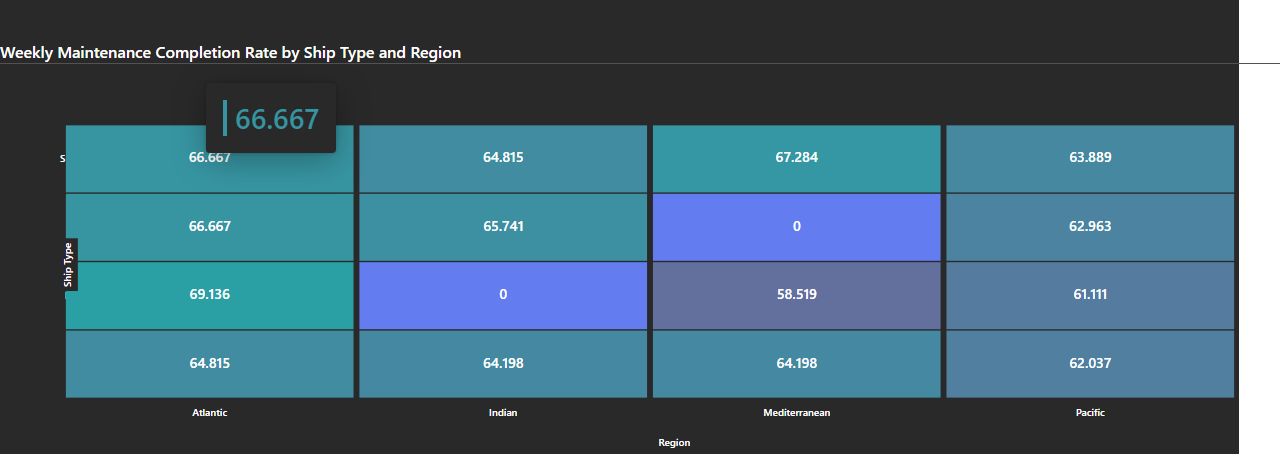 Weekly Maintenance Completion Rate by Ship Type and Region
66.667
S 66.667 64.815 67.284 63.889
66.667 65.741 0 62.963
Ship Type
69.136 0 58.519 61.111
64.815 64.198 64.198 62.037
Atlantic Indian Mediterranean Pacific
Region